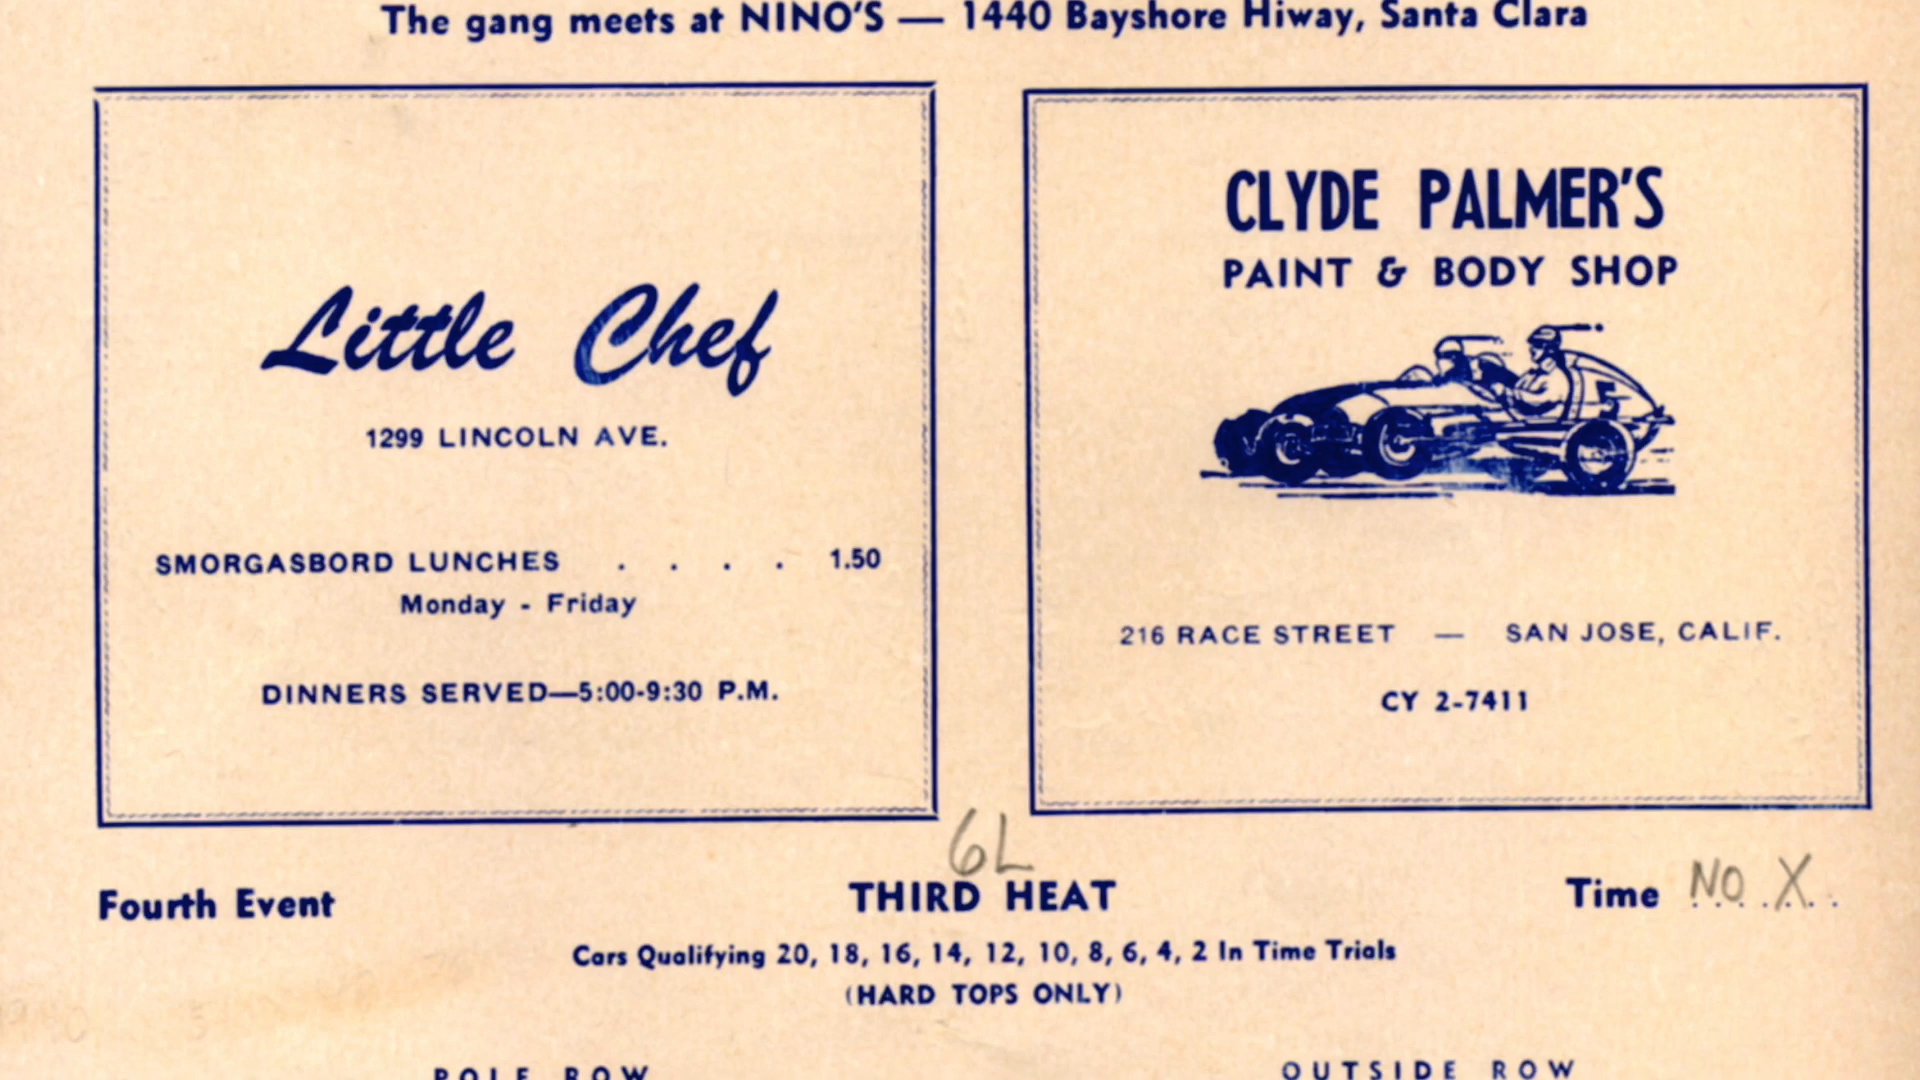 The gang meets at NINO'S — 1440 Bayshore Hiway, Santa Clara
Little Chef
1299 LINCOLN AVE.
SMORGASBORD LUNCHES . . . . 1.50
Monday - Friday
DINNERS SERVED—5:00-9:30 P.M.
CLYDE PALMER'S
PAINT & BODY SHOP
5
216 RACE STREET — SAN JOSE, CALIF.
CY 2-7411
6L
Fourth Event THIRD HEAT Time NO X
Cars Qualifying 20, 18, 16, 14, 12, 10, 8, 6, 4, 2 In Time Trials
(HARD TOPS ONLY)
POLE ROW OUTSIDE ROW